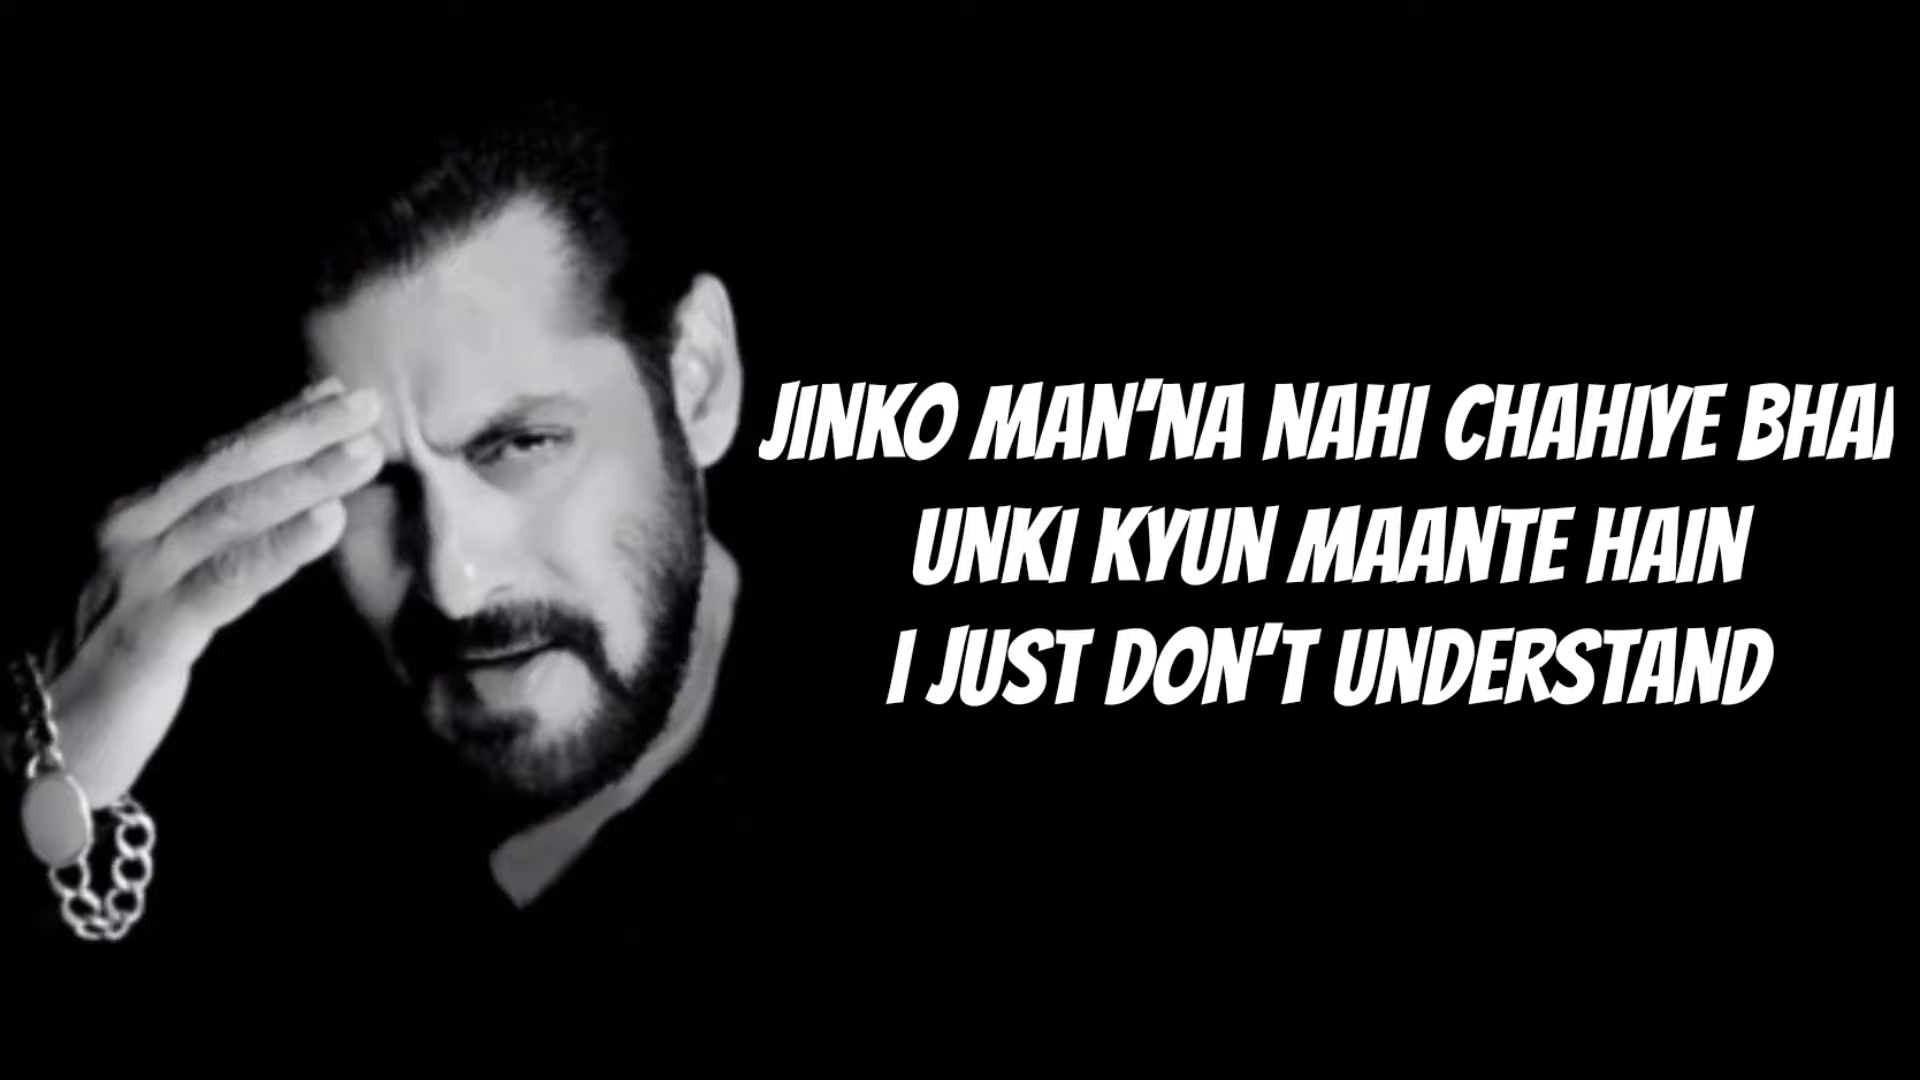 JINKO MAN'NA NAHI CHAHIYE BHAI
UNKI KYUN MAANTE HAIN
I JUST DON'T UNDERSTAND